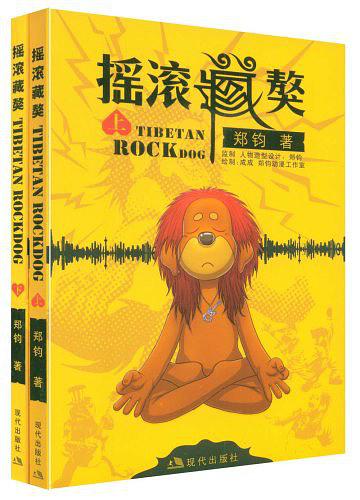 摇滚藏獒
TIBETAN ROCKDOG
下
郑钧 著
现代出版社
摇滚藏獒
TIBETAN ROCKDOG
上
郑钧 著
现代出版社
摇滚藏獒
上
TIBETAN
ROCKDOG
郑钧 著
监制 人物造型设计：郑钧
绘制：成成 郑钧动漫工作室
现代出版社